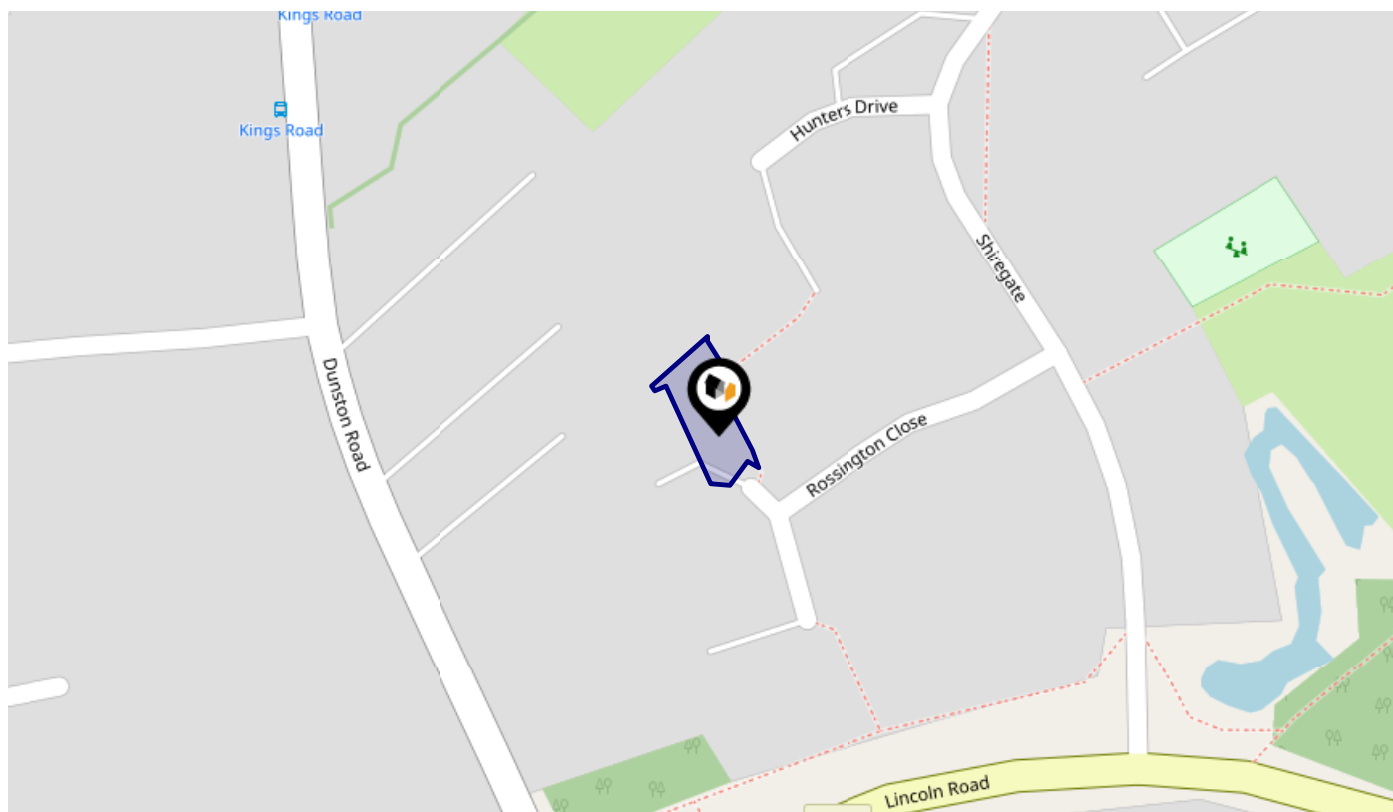 Kings Road
Kings Road
Hunters Drive
Shiregate
Dunston Road
Rossington Close
Lincoln Road